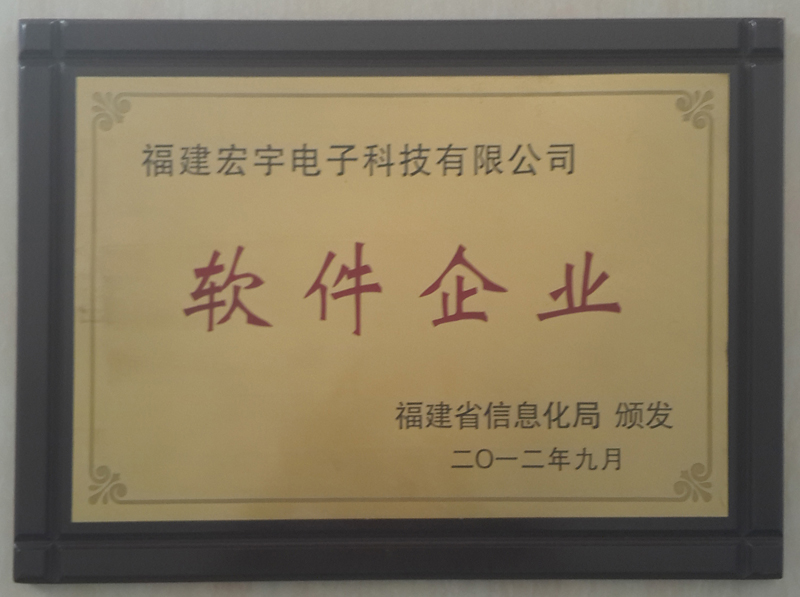 福建宏宇电子科技有限公司
软件企业
福建省信息化局 颁发
二〇一二年九月